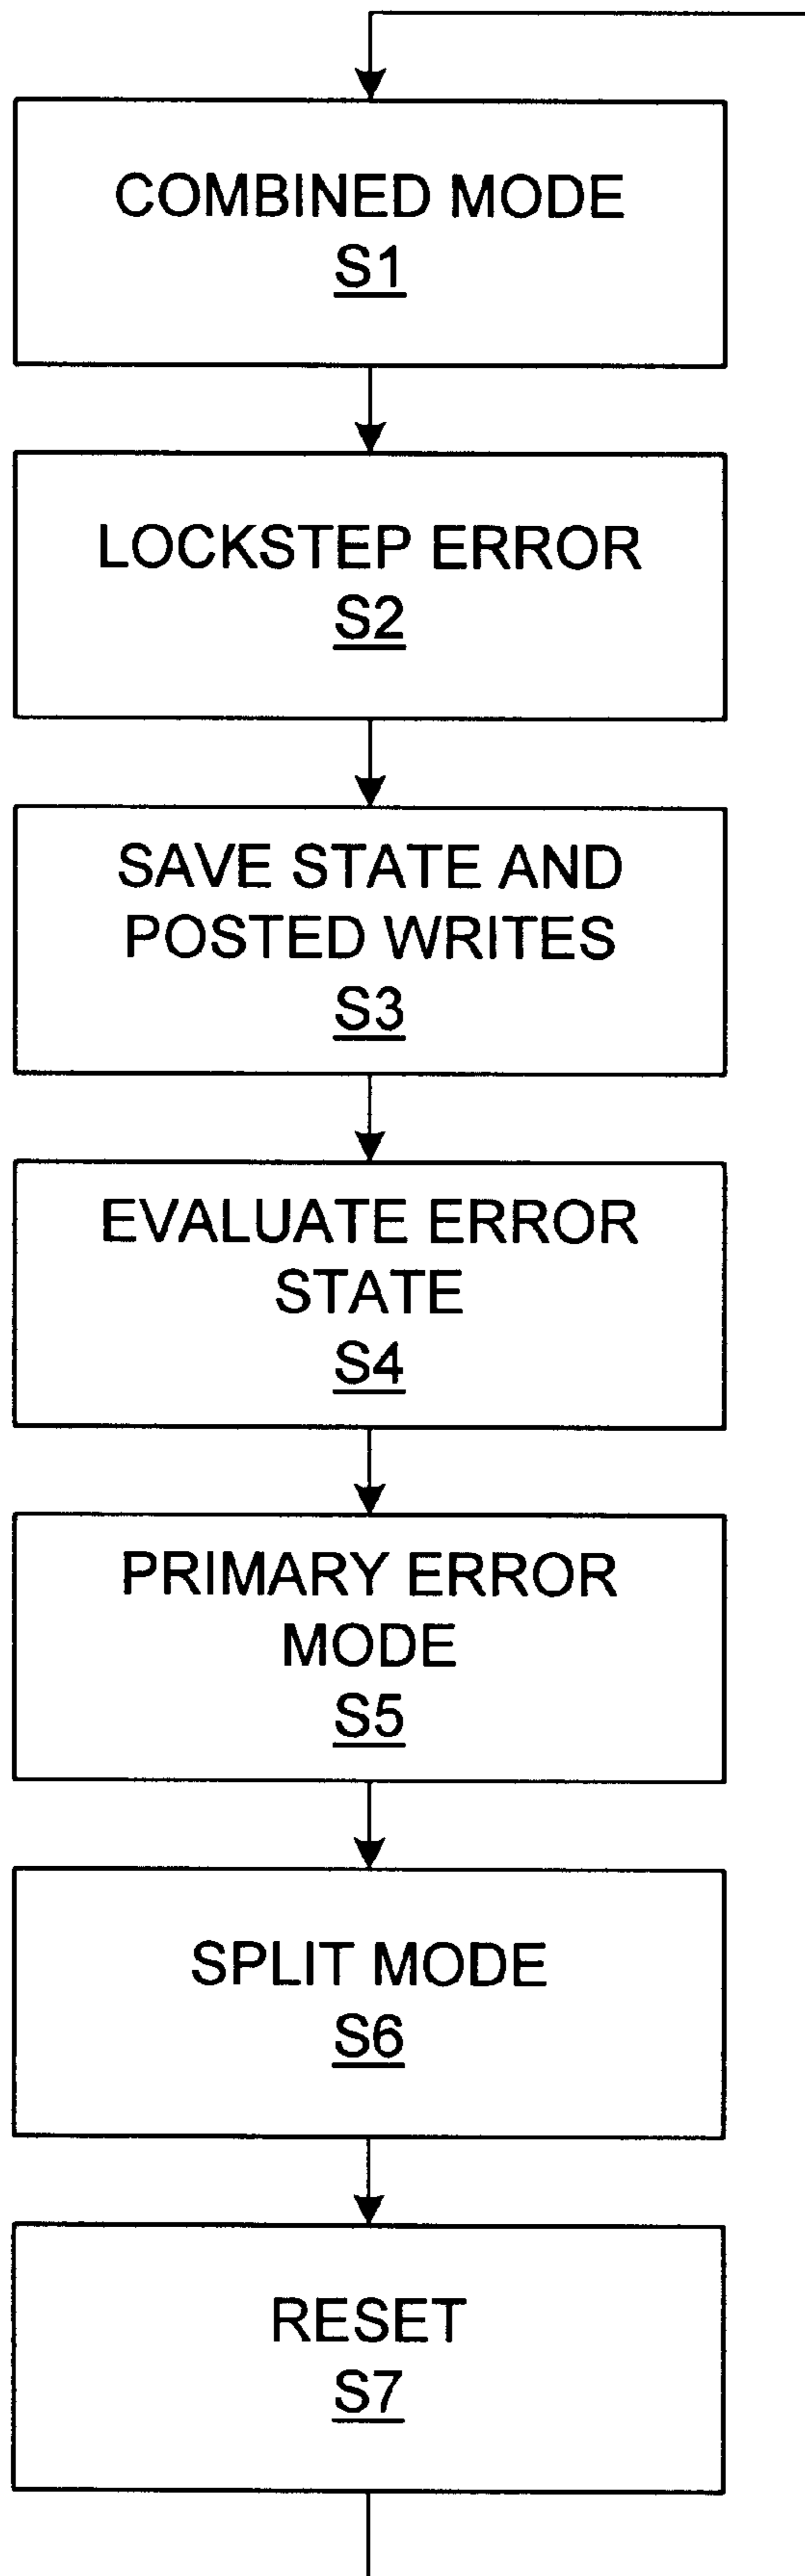 COMBINED MODE
S1
LOCKSTEP ERROR
S2
SAVE STATE AND
POSTED WRITES
S3
EVALUATE ERROR
STATE
S4
PRIMARY ERROR
MODE
S5
SPLIT MODE
S6
RESET
S7